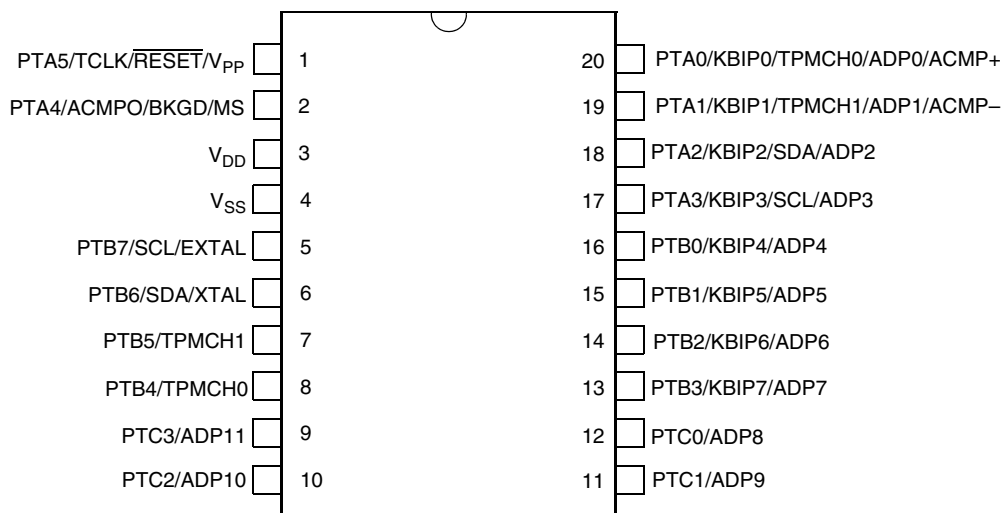 PTA5/TCLK/RESET/VPP 1 20 PTA0/KBIP0/TPMCH0/ADP0/ACMP+
PTA4/ACMPO/BKGD/MS 2 19 PTA1/KBIP1/TPMCH1/ADP1/ACMP–
VDD 3 18 PTA2/KBIP2/SDA/ADP2
VSS 4 17 PTA3/KBIP3/SCL/ADP3
PTB7/SCL/EXTAL 5 16 PTB0/KBIP4/ADP4
PTB6/SDA/XTAL 6 15 PTB1/KBIP5/ADP5
PTB5/TPMCH1 7 14 PTB2/KBIP6/ADP6
PTB4/TPMCH0 8 13 PTB3/KBIP7/ADP7
PTC3/ADP11 9 12 PTC0/ADP8
PTC2/ADP10 10 11 PTC1/ADP9